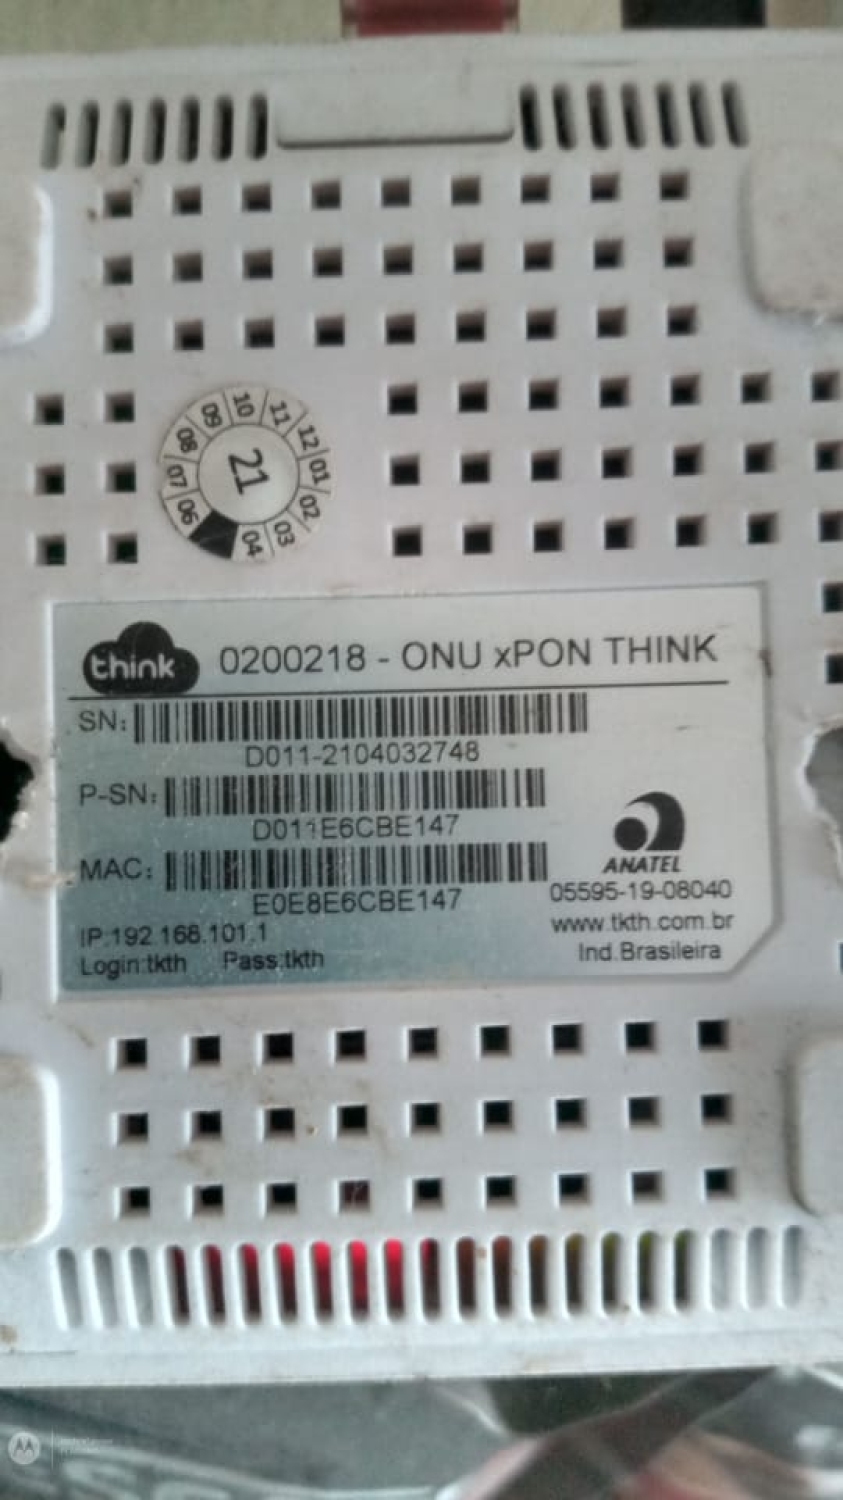 10
11
12
01
02
03
04
06
07
08
09
21
think
0200218 - ONU xPON THINK
SN:
D011-2104032748
P-SN:
D011E6CBE147
MAC:
E0E8E6CBE147
ANATEL
05595-19-08040
www.tkth.com.br
Ind.Brasileira
IP:192.168.101.1
Login:tkth Pass:tkth